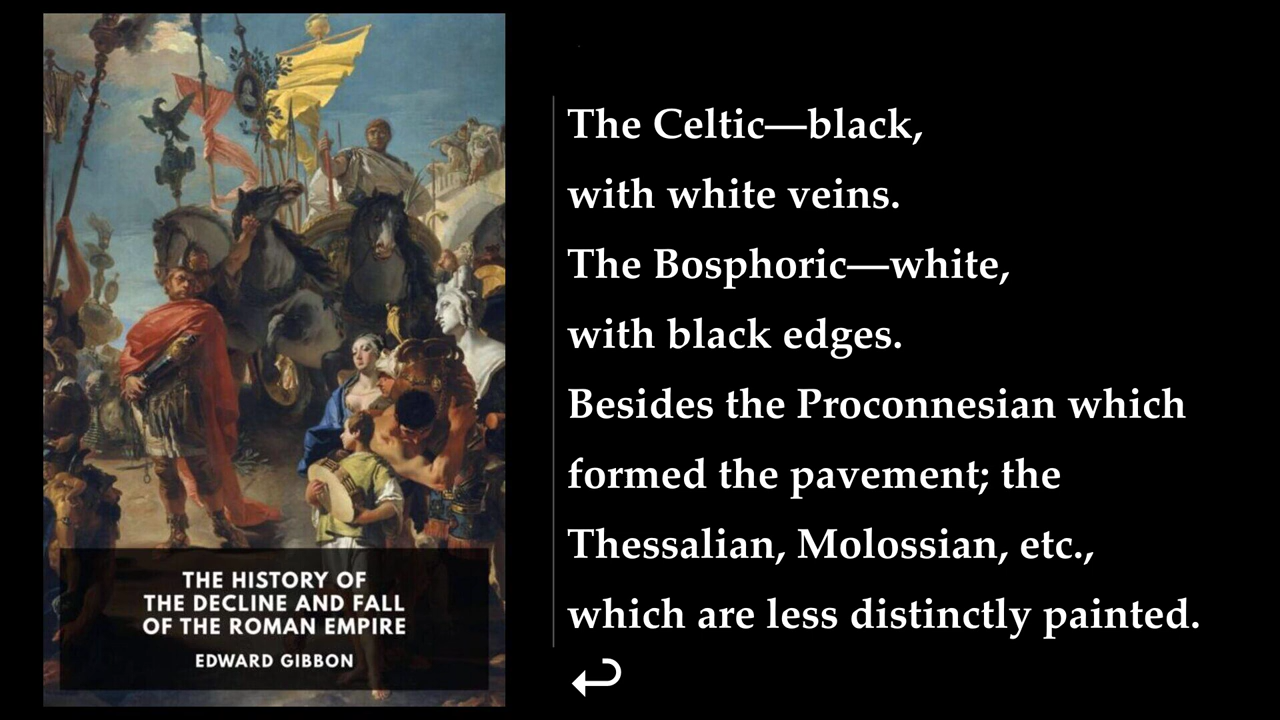 THE HISTORY OF
THE DECLINE AND FALL
OF THE ROMAN EMPIRE
EDWARD GIBBON
The Celtic—black,
with white veins.
The Bosphoric—white,
with black edges.
Besides the Proconnesian which
formed the pavement; the
Thessalian, Molossian, etc.,
which are less distinctly painted.
↩